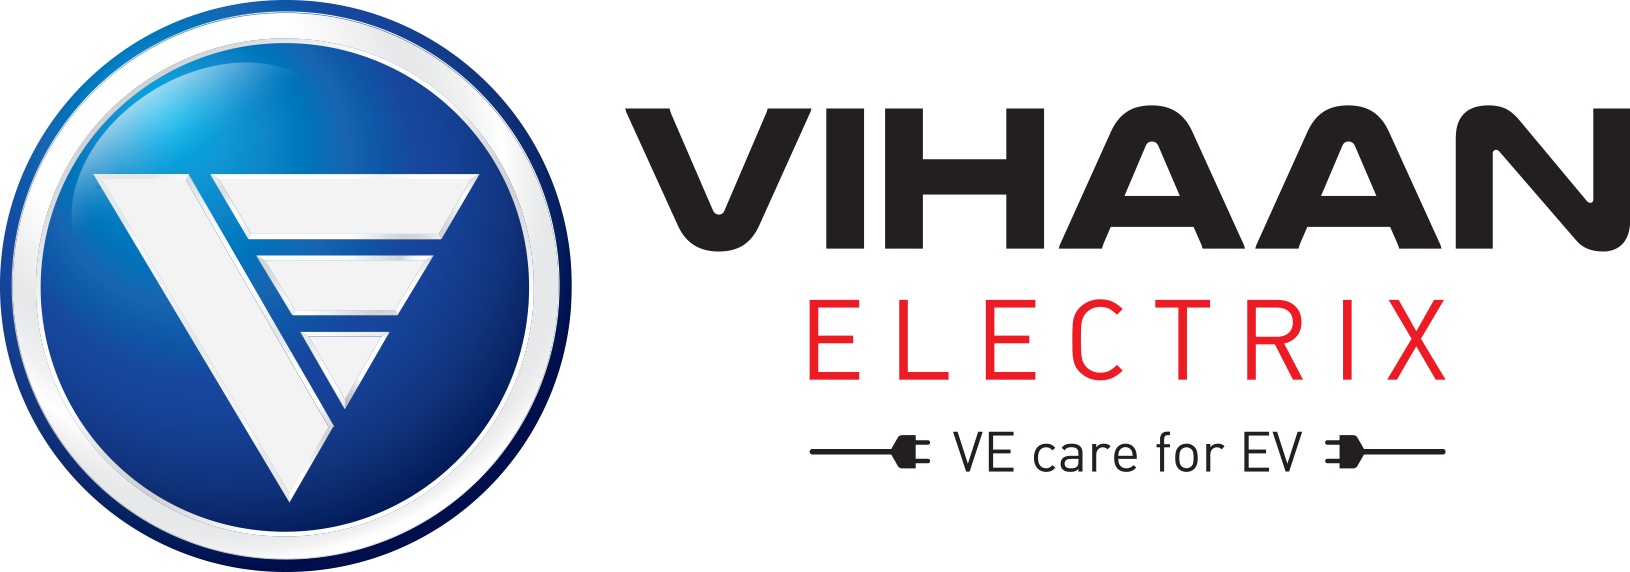 VIHAAN
ELECTRIX
VE care for EV